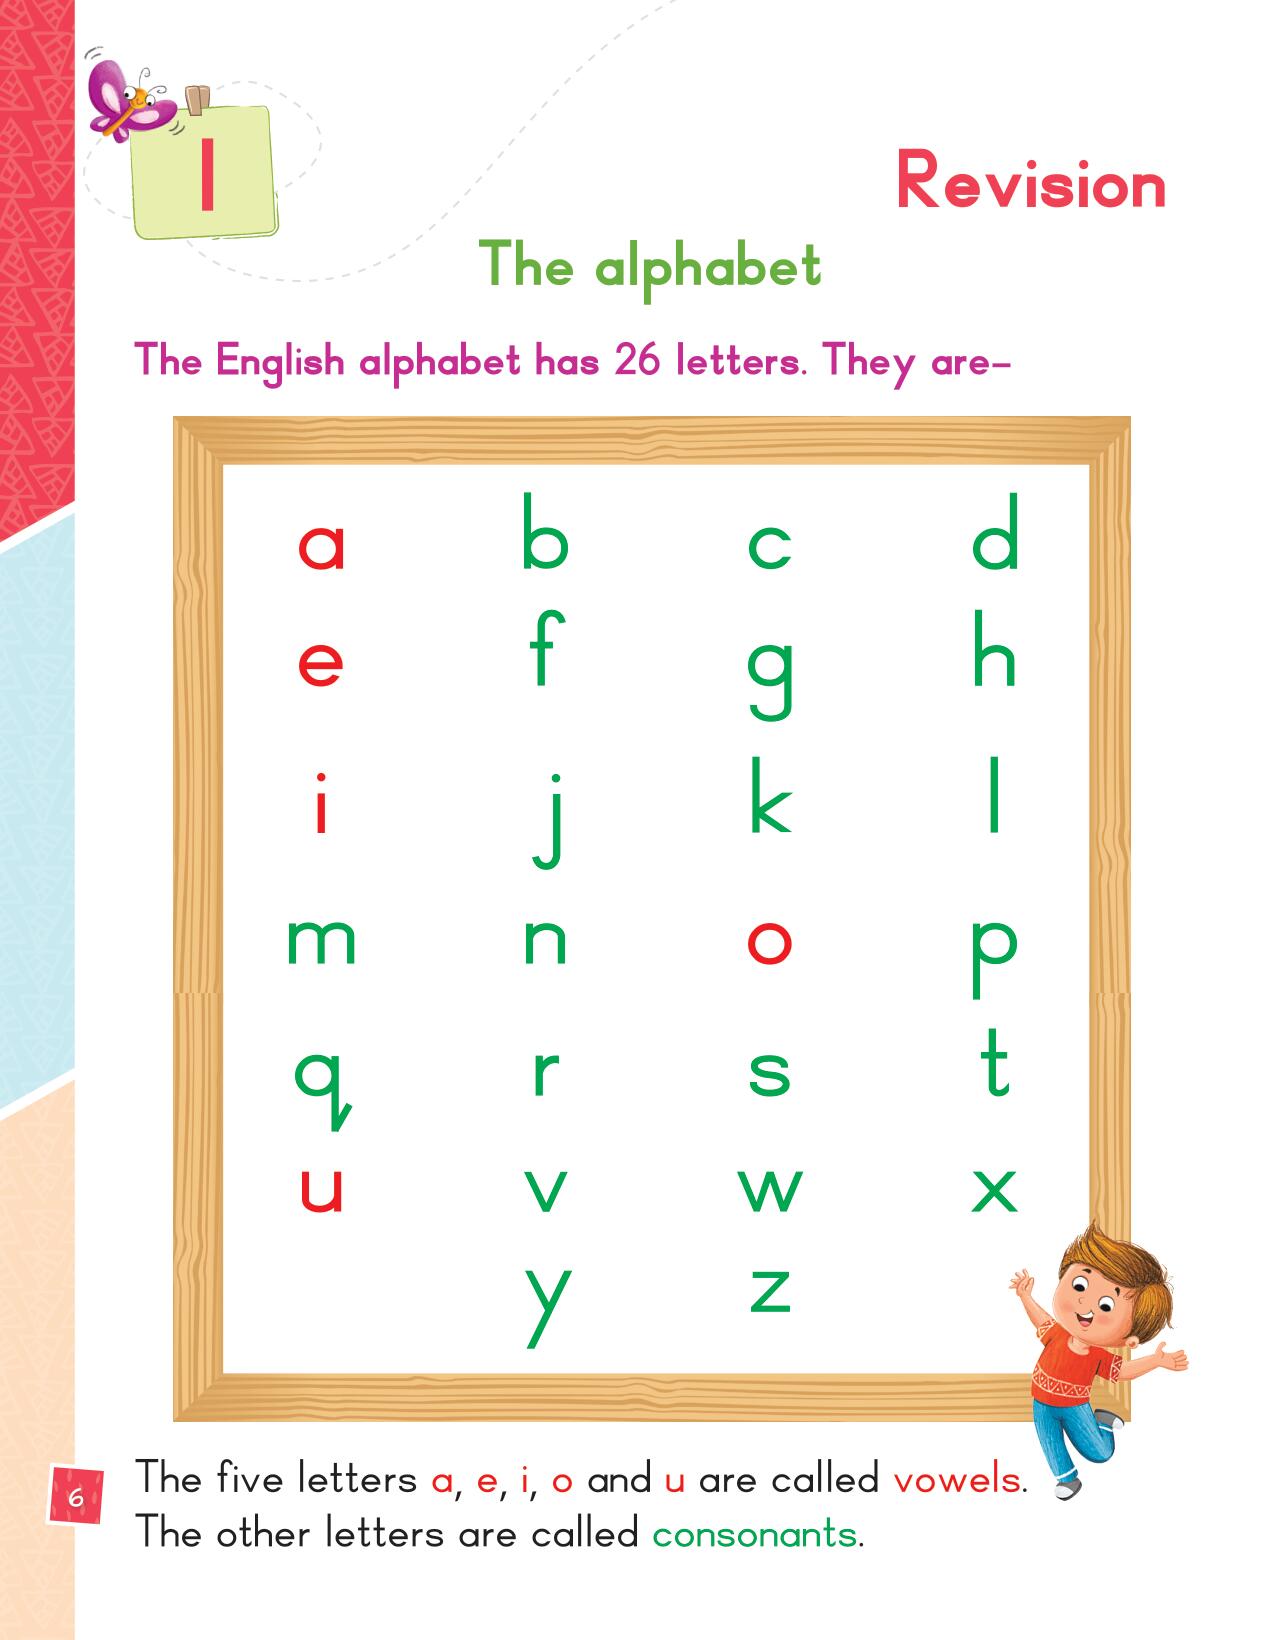 1
Revision
The alphabet
The English alphabet has 26 letters. They are–
a b c d
e f g h
i j k l
m n o p
q r s t
u v w x
y z
The five letters a, e, i, o and u are called vowels.
6
The other letters are called consonants.